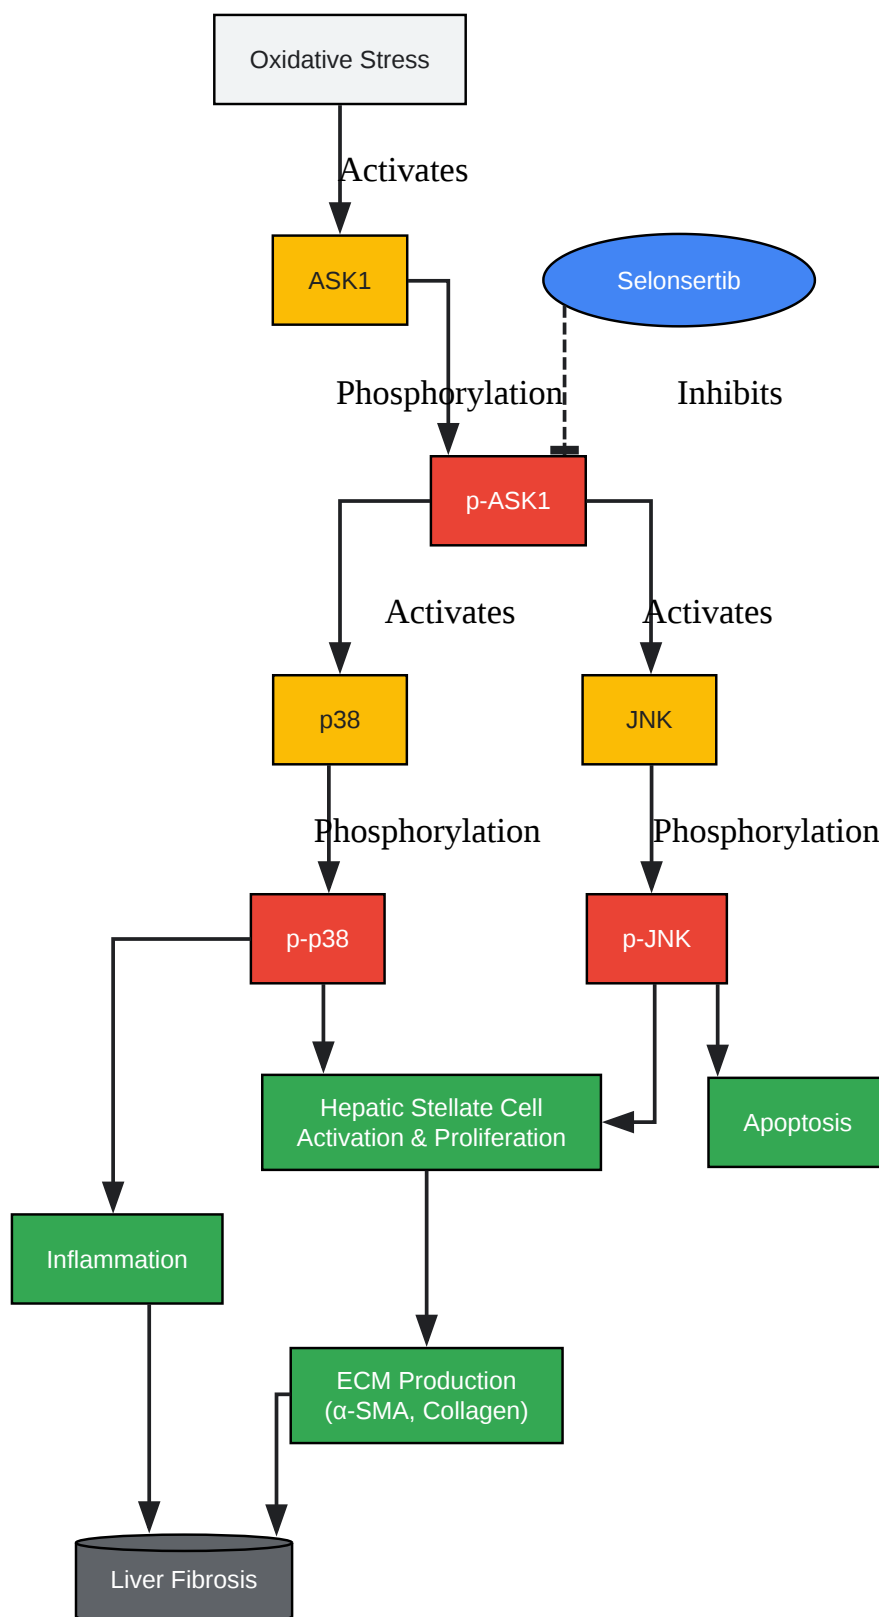 Oxidative Stress
Activates
ASK1
Selonsertib
Phosphorylation
Inhibits
p-ASK1
Activates
Activates
p38
JNK
Phosphorylation
Phosphorylation
p-p38
p-JNK
Hepatic Stellate Cell
Activation & Proliferation
Apoptosis
Inflammation
ECM Production
(α-SMA, Collagen)
Liver Fibrosis